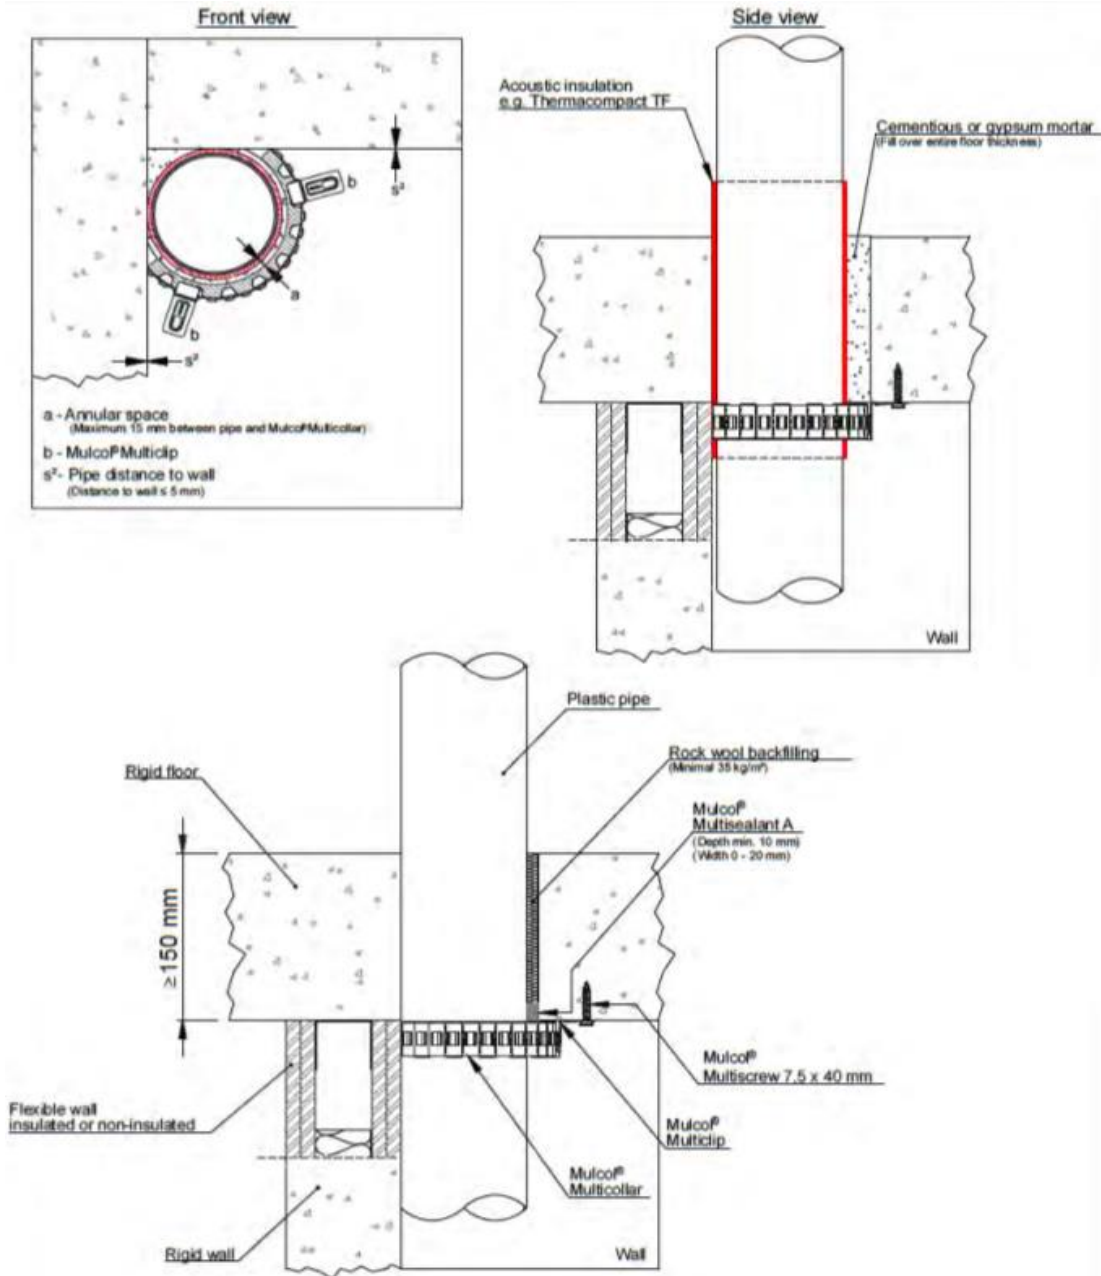 Front view
b
s²
a
b
s²
a - Annular space
(Maximum 15 mm between pipe and Mulcol® Multicollar)
b - Mulcol® Multiclip
s² - Pipe distance to wall
(Distance to wall ≤ 5 mm)
Side view
Acoustic insulation
e.g. Thermacompact TF
Cementious or gypsum mortar
(Fill over entire floor thickness)
Wall
Plastic pipe
Rock wool backfilling
(Minimal 35 kg/m³)
Rigid floor
Mulcol®
Multisealant A
(Depth min. 10 mm)
(Width 0 - 20 mm)
≥150 mm
Mulcol®
Multiscrew 7.5 x 40 mm
Flexible wall
insulated or non-insulated
Mulcol®
Multiclip
Mulcol®
Multicollar
Rigid wall
Wall